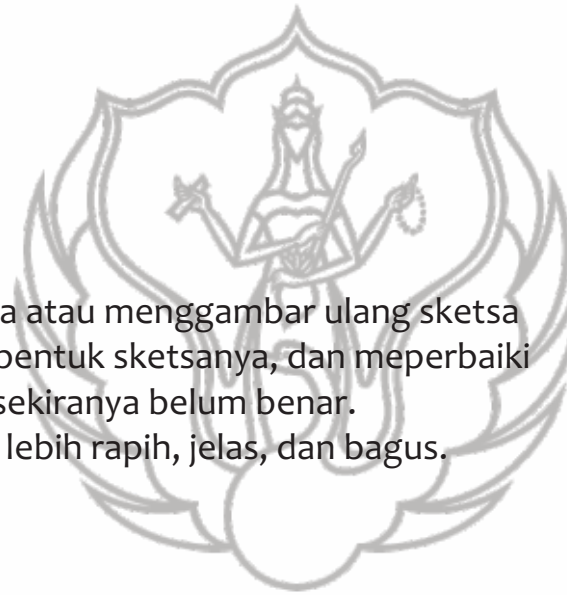 a atau menggambar ulang sketsa
bentuk sketsanya, dan meperbaiki
sekiranya belum benar.
lebih rapih, jelas, dan bagus.